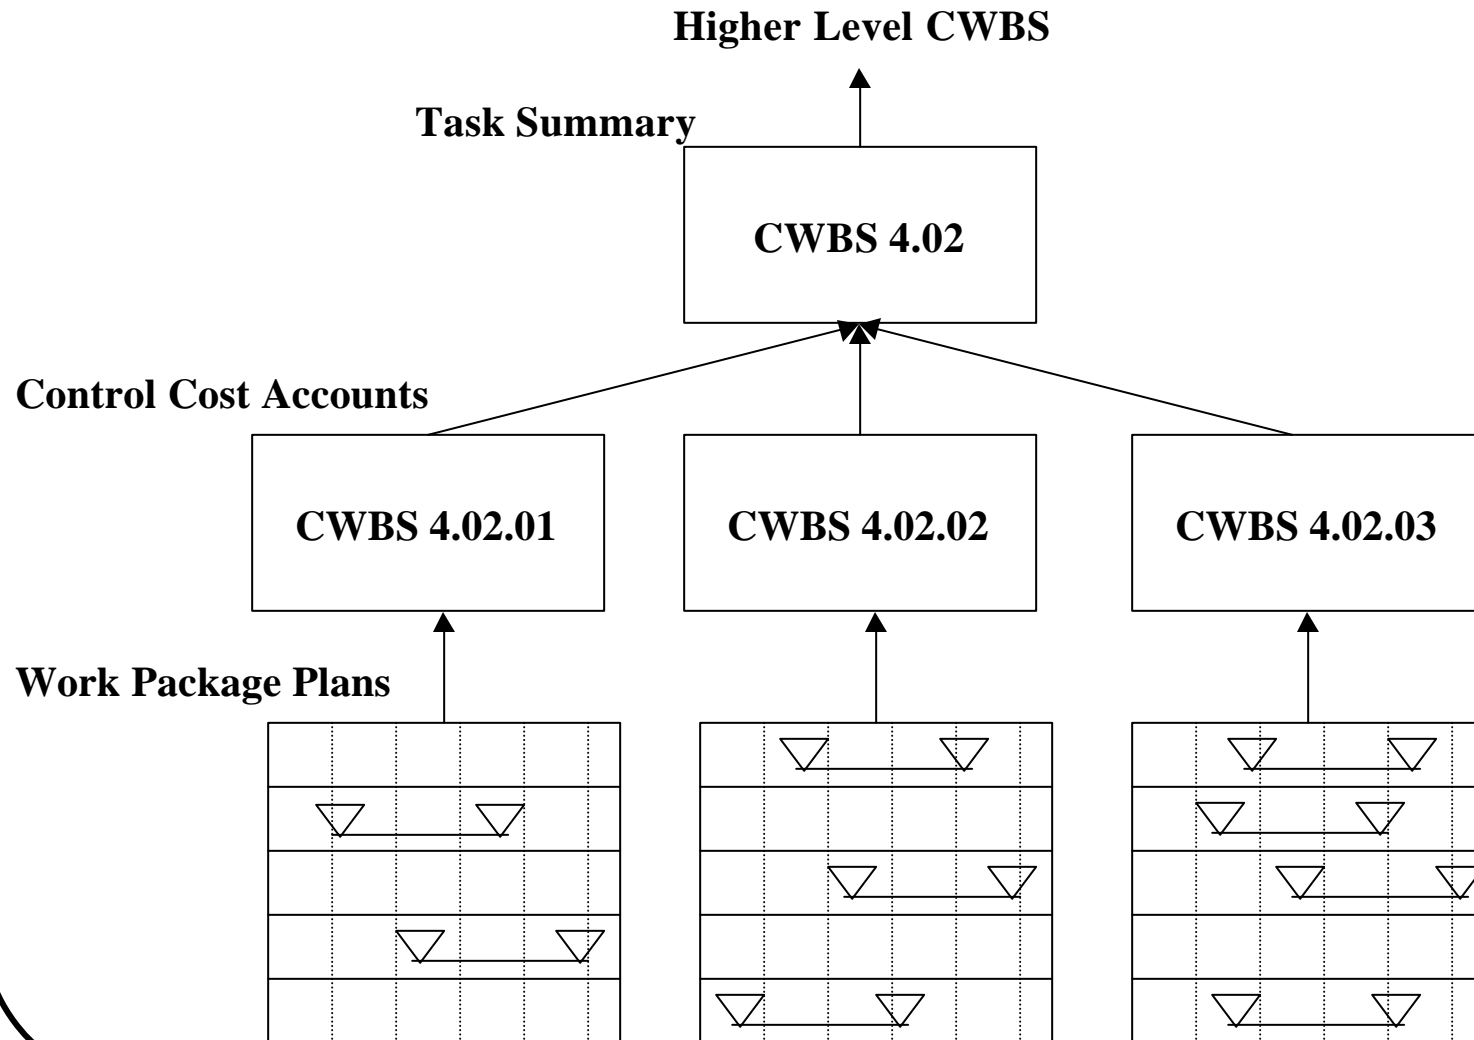 Higher Level CWBS
Task Summary
CWBS 4.02
Control Cost Accounts
CWBS 4.02.01
CWBS 4.02.02
CWBS 4.02.03
Work Package Plans